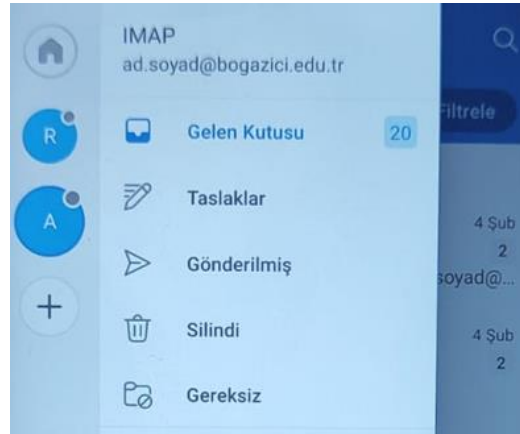 IMAP
ad.soyad@bogazici.edu.tr
R
Gelen Kutusu 20
Filtrele
A
Taslaklar
4 Şub
2
Gönderilmiş
soyad@...
+
Silindi
4 Şub
2
Gereksiz